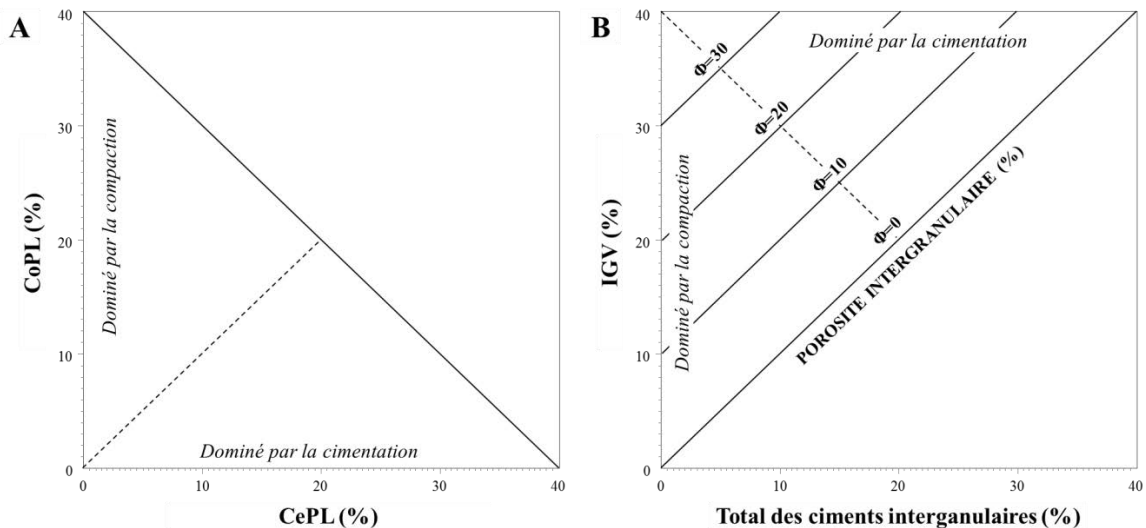 A
40
30
20
10
0
CoPL (%)
Dominé par la compaction
Dominé par la cimentation
0
10
20
30
40
CePL (%)
B
40
30
20
10
0
IGV (%)
Dominé par la compaction
Dominé par la cimentation
Φ=30
Φ=20
Φ=10
Φ=0
POROSITE INTERGRANULAIRE (%)
0
10
20
30
40
Total des ciments interganulaires (%)